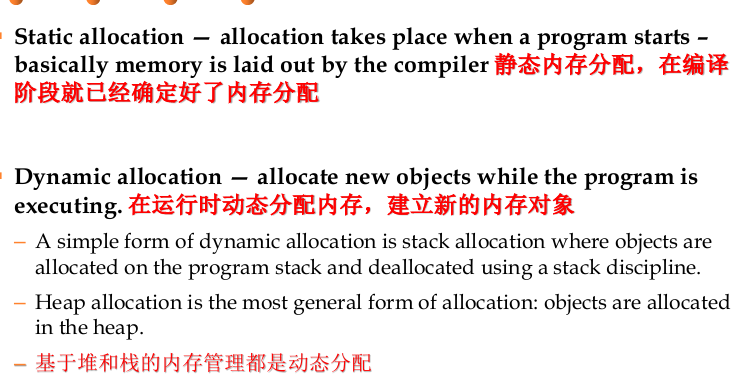 Static allocation — allocation takes place when a program starts –
basically memory is laid out by the compiler 静态内存分配，在编译
阶段就已经确定好了内存分配
Dynamic allocation — allocate new objects while the program is
executing. 在运行时动态分配内存，建立新的内存对象
– A simple form of dynamic allocation is stack allocation where objects are
allocated on the program stack and deallocated using a stack discipline.
– Heap allocation is the most general form of allocation: objects are allocated
in the heap.
– 基于堆和栈的内存管理都是动态分配